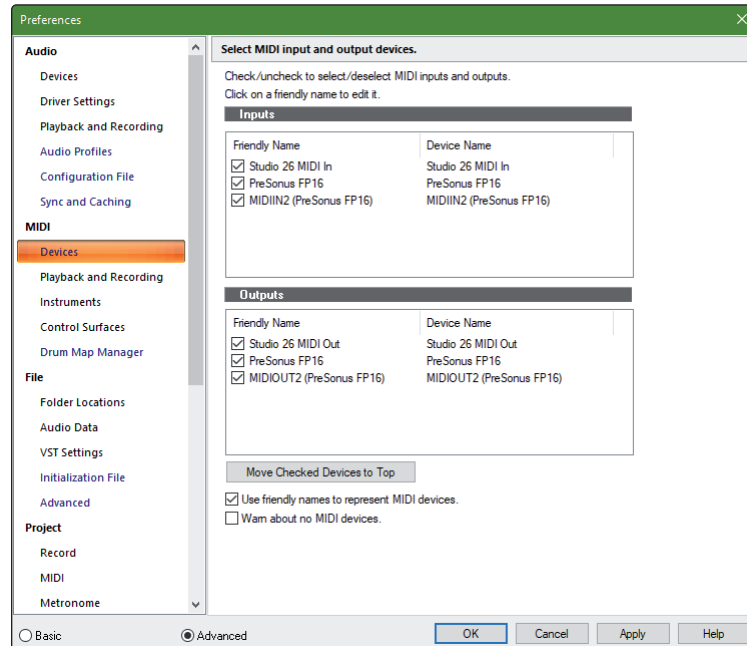 Preferences
Audio
Devices
Driver Settings
Playback and Recording
Audio Profiles
Configuration File
Sync and Caching
MIDI
Devices
Playback and Recording
Instruments
Control Surfaces
Drum Map Manager
File
Folder Locations
Audio Data
VST Settings
Initialization File
Advanced
Project
Record
MIDI
Metronome
Basic
Advanced
Select MIDI input and output devices.
Check/uncheck to select/deselect MIDI inputs and outputs.
Click on a friendly name to edit it.
Inputs
Friendly Name Device Name
Studio 26 MIDI In Studio 26 MIDI In
PreSonus FP16 PreSonus FP16
MIDIIN2 (PreSonus FP16) MIDIIN2 (PreSonus FP16)
Outputs
Friendly Name Device Name
Studio 26 MIDI Out Studio 26 MIDI Out
PreSonus FP16 PreSonus FP16
MIDIOUT2 (PreSonus FP16) MIDIOUT2 (PreSonus FP16)
Move Checked Devices to Top
Use friendly names to represent MIDI devices.
Warn about no MIDI devices.
OK Cancel Apply Help